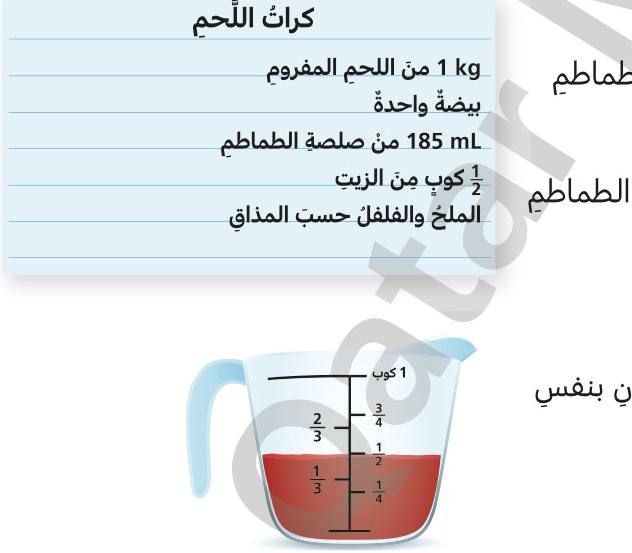 كراتُ اللَّحمِ
1 kg منَ اللحمِ المفرومِ
بيضةٌ واحدةٌ
185 mL منْ صلصةِ الطماطمِ
1/2 كوبٍ مِنَ الزيتِ
الملحُ والفلفلُ حسبَ المذاقِ
طماطمِ
الطماطمِ
نِ بنفسِ
1 كوب
3/4
2/3
1/2
1/3
1/4
Qatar